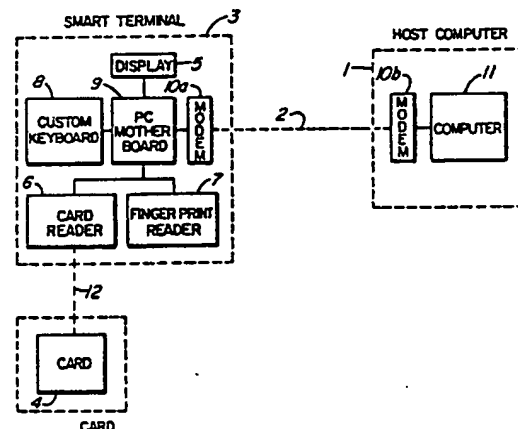 SMART TERMINAL
3
HOST COMPUTER
DISPLAY
5
8
9
10a
1
10b
11
CUSTOM
KEYBOARD
PC
MOTHER
BOARD
MODEM
2
MODEM
COMPUTER
6
7
CARD
READER
FINGER PRINT
READER
12
CARD
4
CARD